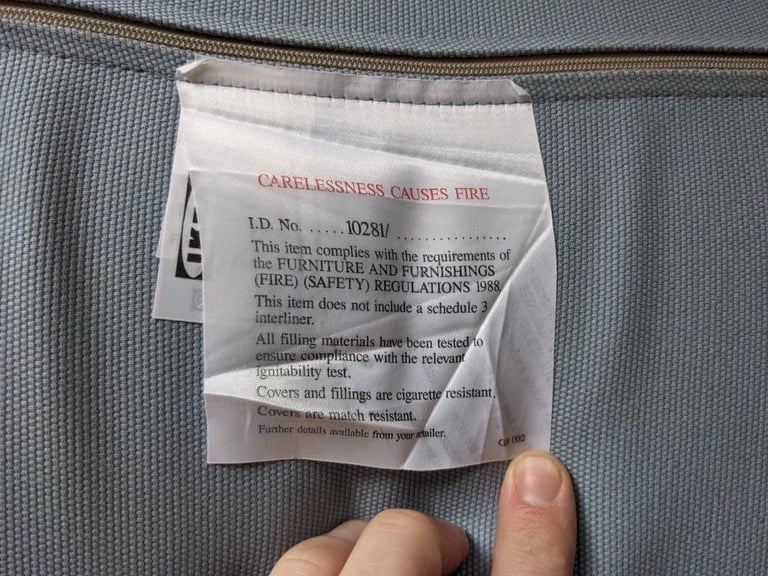 CARELESSNESS CAUSES FIRE
I.D. No. .....10281/ ................
This item complies with the requirements of
the FURNITURE AND FURNISHINGS
(FIRE) (SAFETY) REGULATIONS 1988.
This item does not include a schedule 3
interliner.
All filling materials have been tested to
ensure compliance with the relevant
ignitability test.
Covers and fillings are cigarette resistant.
Covers are match resistant.
Further details available from your retailer.
GB 002